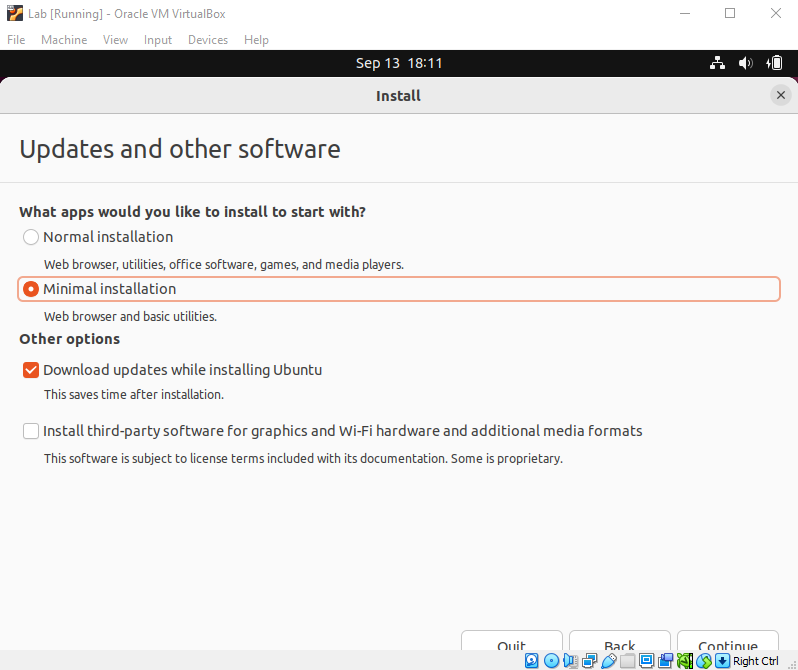 Lab [Running] - Oracle VM VirtualBox
File Machine View Input Devices Help
Sep 13 18:11
Install
Updates and other software
What apps would you like to install to start with?
Normal installation
Web browser, utilities, office software, games, and media players.
Minimal installation
Web browser and basic utilities.
Other options
Download updates while installing Ubuntu
This saves time after installation.
Install third-party software for graphics and Wi-Fi hardware and additional media formats
This software is subject to license terms included with its documentation. Some is proprietary.
Quit Back Continue
Right Ctrl